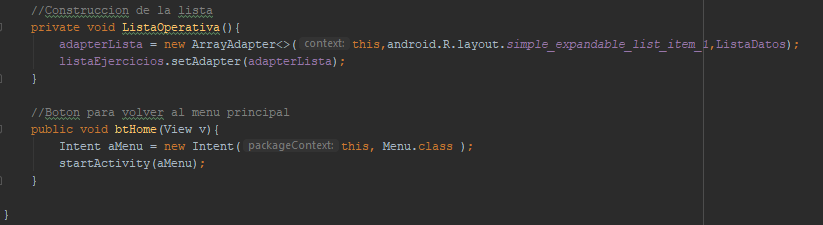 //Construccion de la lista
private void ListaOperativa(){
adapterLista = new ArrayAdapter<>( context: this,android.R.layout.simple_expandable_list_item_1,ListaDatos);
listaEjercicios.setAdapter(adapterLista);
}
//Boton para volver al menu principal
public void btHome(View v){
Intent aMenu = new Intent( packageContext: this, Menu.class );
startActivity(aMenu);
}
}